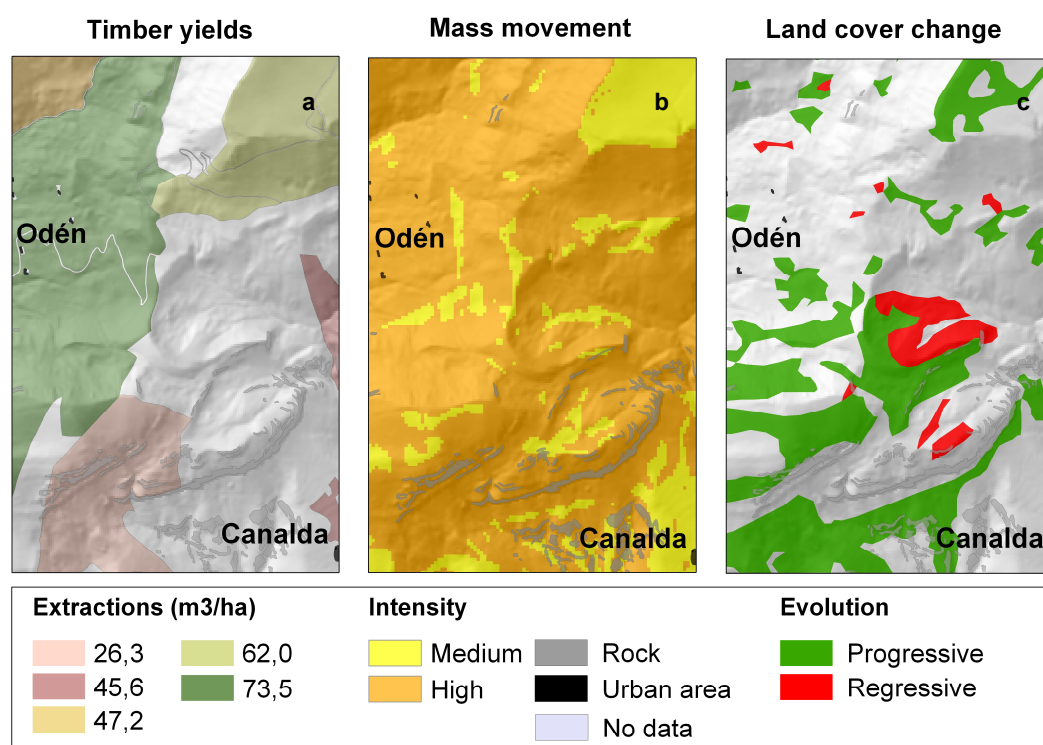 Timber yields
Mass movement
Land cover change
a
b
c
Odén
Odén
Odén
Canalda
Canalda
Canalda
Extractions (m3/ha)
26,3
45,6
47,2
62,0
73,5
Intensity
Medium
High
Rock
Urban area
No data
Evolution
Progressive
Regressive